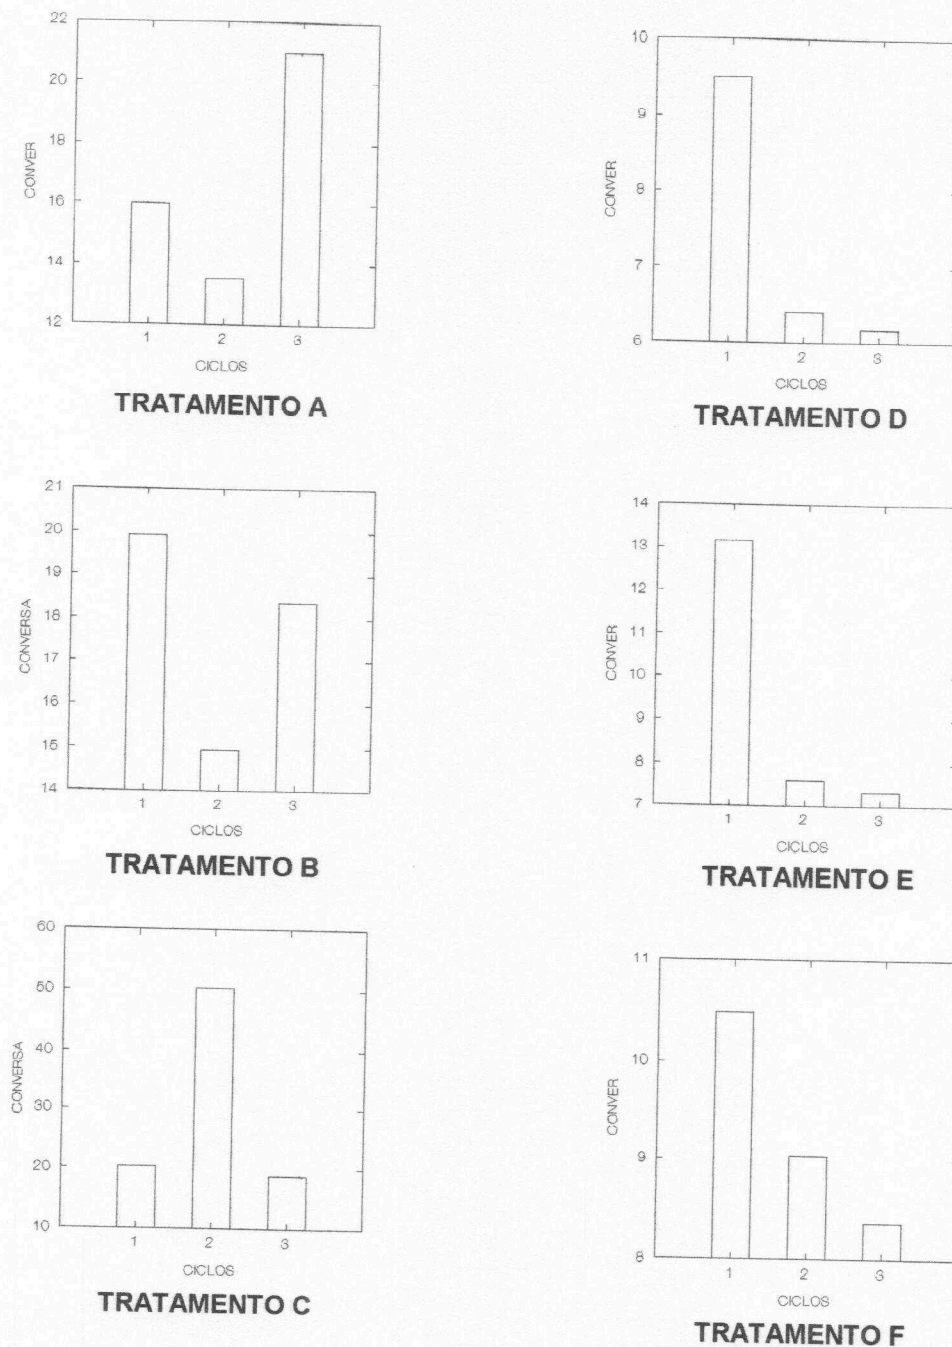 22
20
18
16
14
12
CONVER
1 2 3
CICLOS
TRATAMENTO A
10
9
8
7
6
CONVER
1 2 3
CICLOS
TRATAMENTO D
21
20
19
18
17
16
15
14
CONVERSA
1 2 3
CICLOS
TRATAMENTO B
14
13
12
11
10
9
8
7
CONVER
1 2 3
CICLOS
TRATAMENTO E
60
50
40
30
20
10
CONVERSA
1 2 3
CICLOS
TRATAMENTO C
11
10
9
8
CONVER
1 2 3
CICLOS
TRATAMENTO F